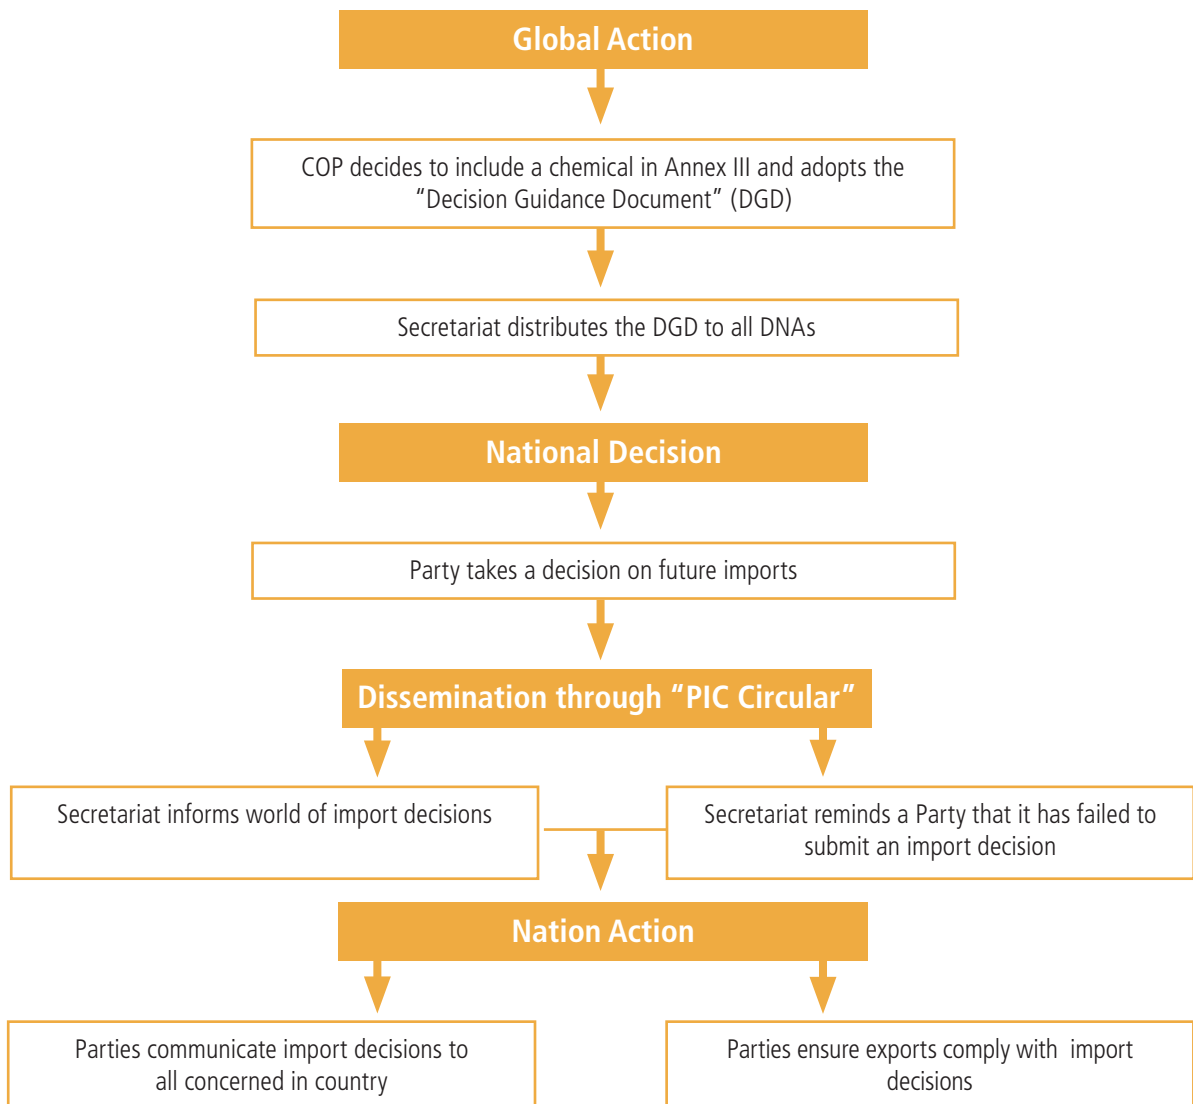 Global Action
COP decides to include a chemical in Annex III and adopts the
“Decision Guidance Document” (DGD)
Secretariat distributes the DGD to all DNAs
National Decision
Party takes a decision on future imports
Dissemination through “PIC Circular”
Secretariat informs world of import decisions
Secretariat reminds a Party that it has failed to
submit an import decision
Nation Action
Parties communicate import decisions to
all concerned in country
Parties ensure exports comply with import
decisions